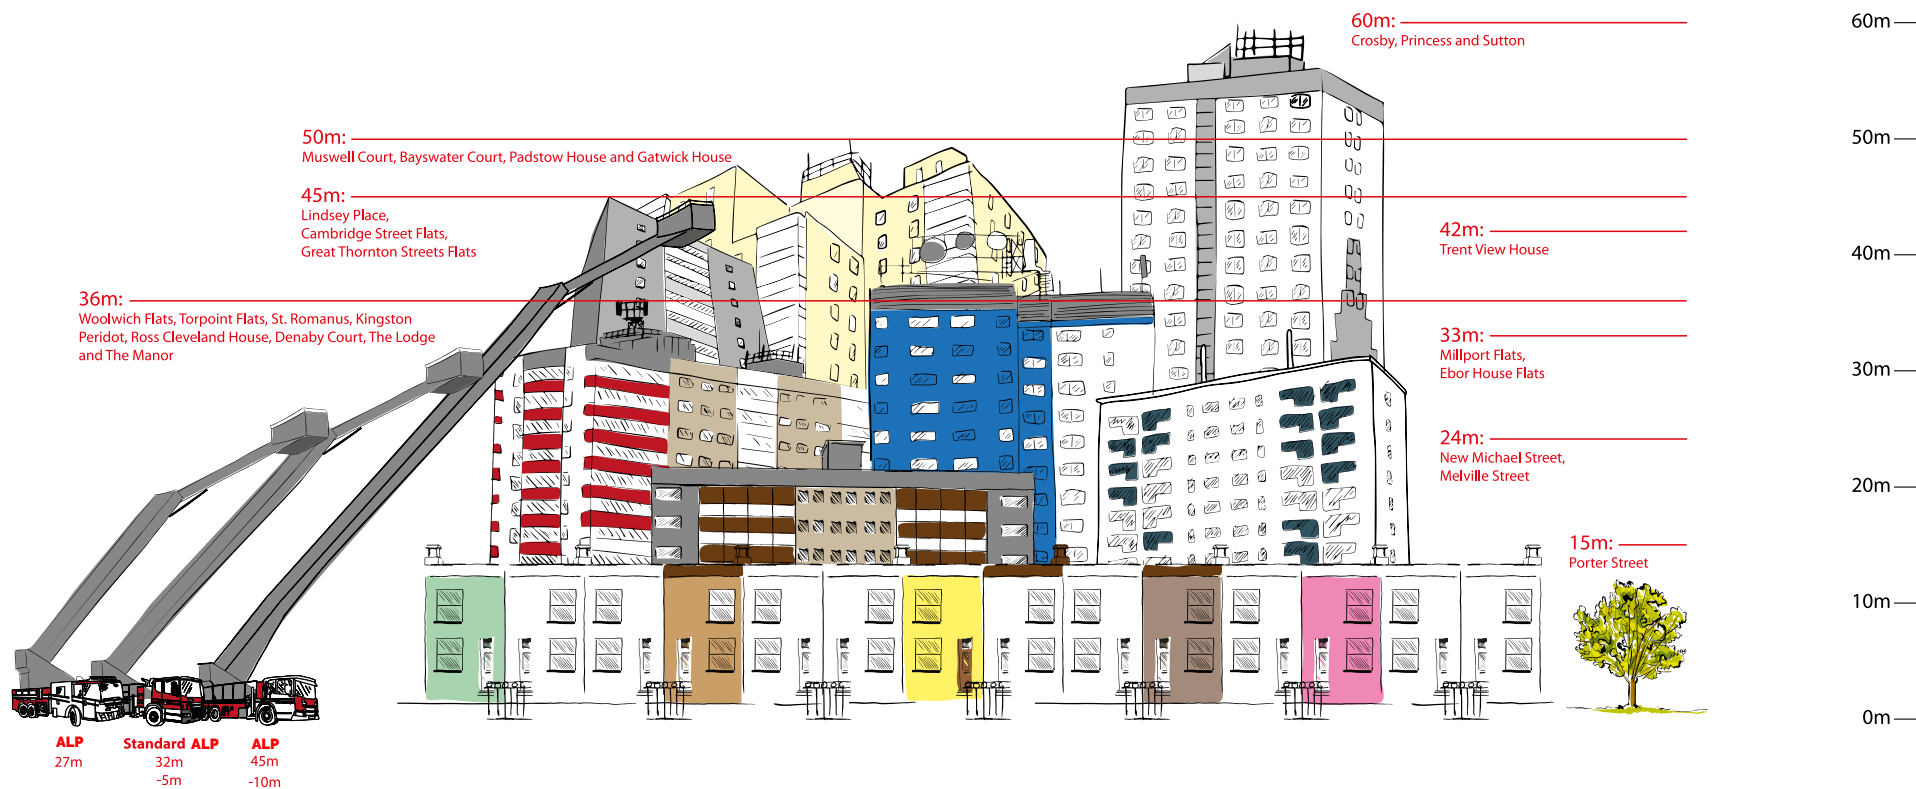 60m:
Crosby, Princess and Sutton
50m:
Muswell Court, Bayswater Court, Padstow House and Gatwick House
45m:
Lindsey Place,
Cambridge Street Flats,
Great Thornton Streets Flats
42m:
Trent View House
36m:
Woolwich Flats, Torpoint Flats, St. Romanus, Kingston
Peridot, Ross Cleveland House, Denaby Court, The Lodge
and The Manor
33m:
Millport Flats,
Ebor House Flats
24m:
New Michael Street,
Melville Street
15m:
Porter Street
60m
50m
40m
30m
20m
10m
0m
ALP
27m
Standard ALP
32m
-5m
ALP
45m
-10m